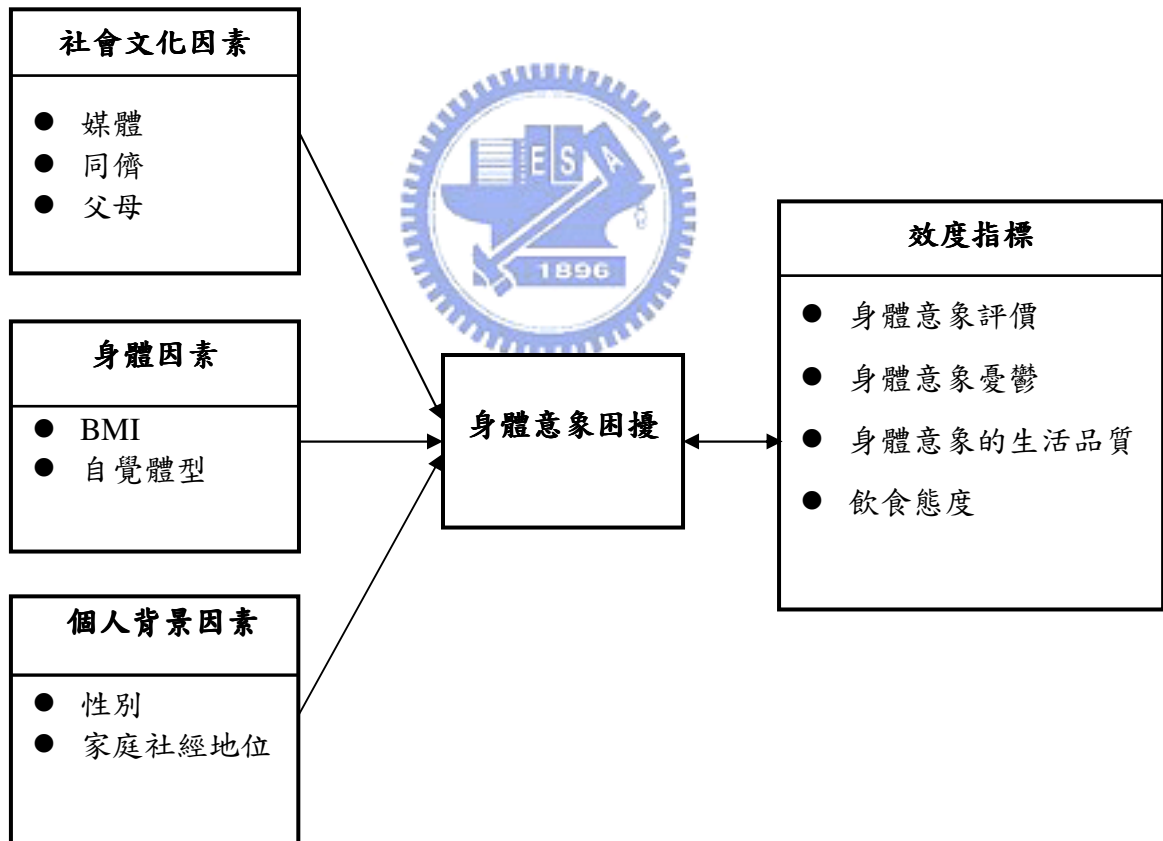 社會文化因素
● 媒體
● 同儕
● 父母
身體因素
● BMI
● 自覺體型
個人背景因素
● 性別
● 家庭社經地位
E S A
1896
身體意象困擾
效度指標
● 身體意象評價
● 身體意象憂鬱
● 身體意象的生活品質
● 飲食態度